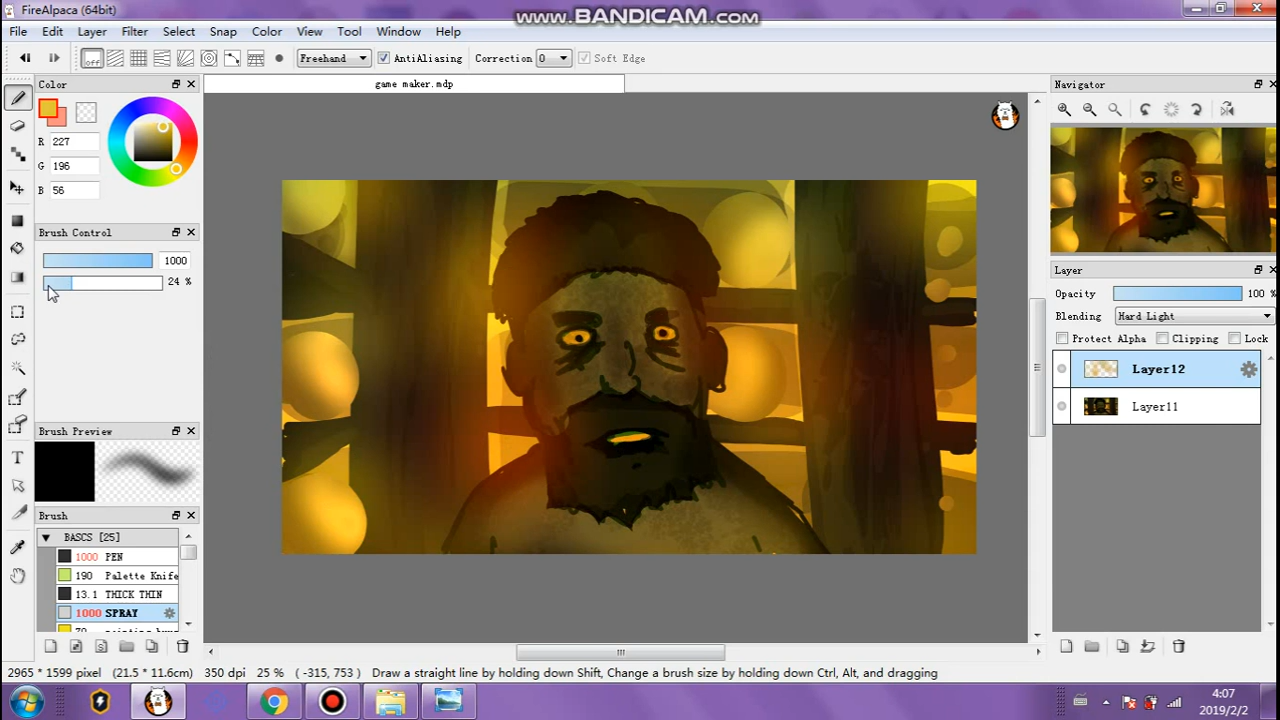 FireAlpaca (64bit)
www.BANDICAM.com
File Edit Layer Filter Select Snap Color View Tool Window Help
off Freehand AntiAliasing Correction 0 Soft Edge
Color
game maker.mdp
Navigator
R 227
G 196
B 56
Brush Control
1000
24 %
Layer
Opacity 100 %
Blending Hard Light
Protect Alpha Clipping Lock
Layer12
Layer11
Brush Preview
Brush
BASCS [25]
1000 PEN
190 Palette Knife
13.1 THICK THIN
1000 SPRAY
2965 * 1599 pixel (21.5 * 11.6cm) 350 dpi 25 % ( -315, 753 ) Draw a straight line by holding down Shift, Change a brush size by holding down Ctrl, Alt, and dragging
4:07
2019/2/2